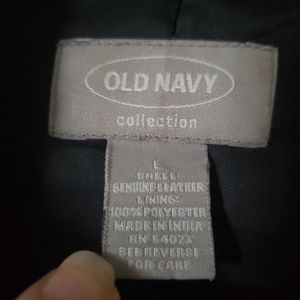 OLD NAVY
collection
L
SHELL:
GENUINE LEATHER
LINING:
100% POLYESTER
MADE IN INDIA
RN 54023
SEE REVERSE
FOR CARE